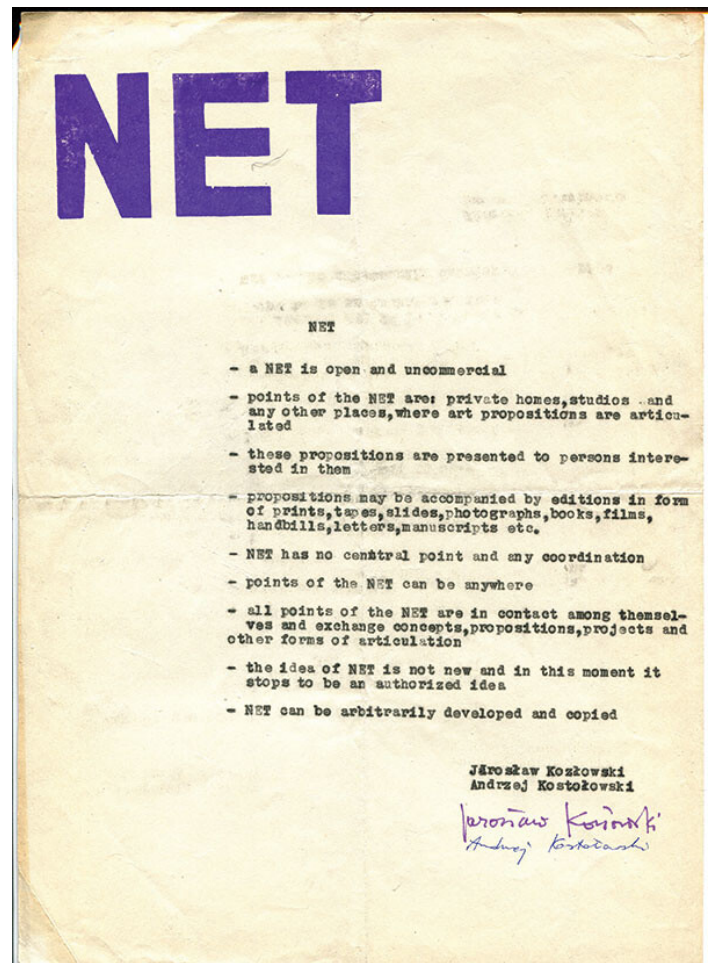 NET
NET
- a NET is open and uncommercial
- points of the NET are: private homes,studios and
any other places,where art propositions are articu-
lated
- these propositions are presented to persons intere-
sted in them
- propositions may be accompanied by editions in form
of prints,tapes,slides,photographs,books,films,
handbills,letters,manuscripts etc.
- NET has no central point and any coordination
- points of the NET can be anywhere
- all points of the NET are in contact among themsel-
ves and exchange concepts,propositions,projects and
other forms of articulation
- the idea of NET is not new and in this moment it
stops to be an authorized idea
- NET can be arbitrarily developed and copied
Jarosław Kozłowski
Andrzej Kostołowski
Jarosław Kozłowski
Andrzej Kostołowski